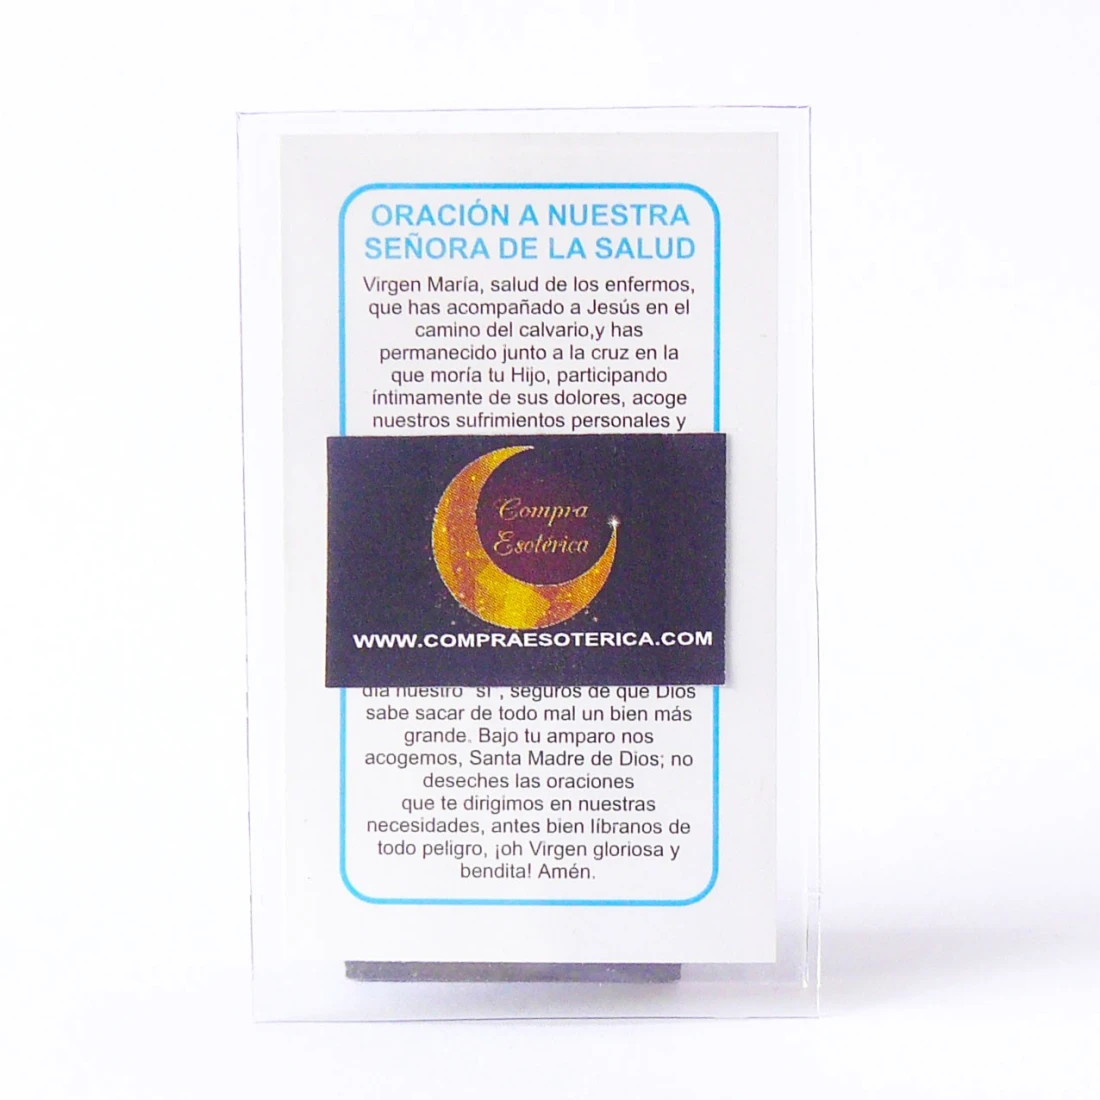 ORACIÓN A NUESTRA
SEÑORA DE LA SALUD
Virgen María, salud de los enfermos,
que has acompañado a Jesús en el
camino del calvario,y has
permanecido junto a la cruz en la
que moría tu Hijo, participando
íntimamente de sus dolores, acoge
nuestros sufrimientos personales y
Compra
Esotérica
WWW.COMPRAESOTERICA.COM
día nuestro "sí", seguros de que Dios
sabe sacar de todo mal un bien más
grande. Bajo tu amparo nos
acogemos, Santa Madre de Dios; no
deseches las oraciones
que te dirigimos en nuestras
necesidades, antes bien líbranos de
todo peligro, ¡oh Virgen gloriosa y
bendita! Amén.